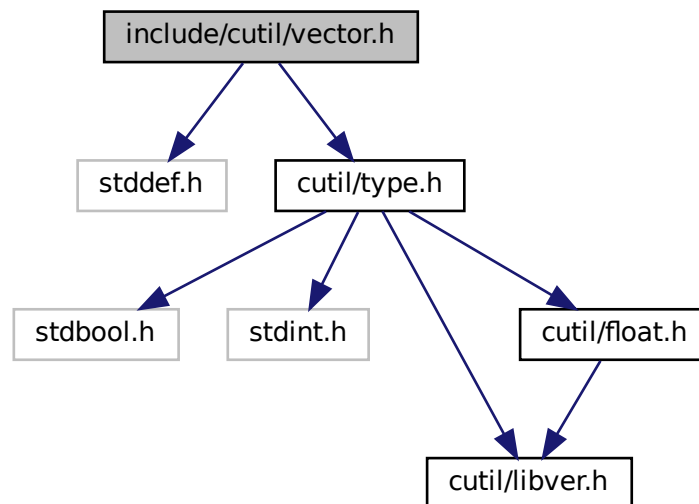 include/cutil/vector.h
stddef.h
cutil/type.h
stdbool.h
stdint.h
cutil/float.h
cutil/libver.h